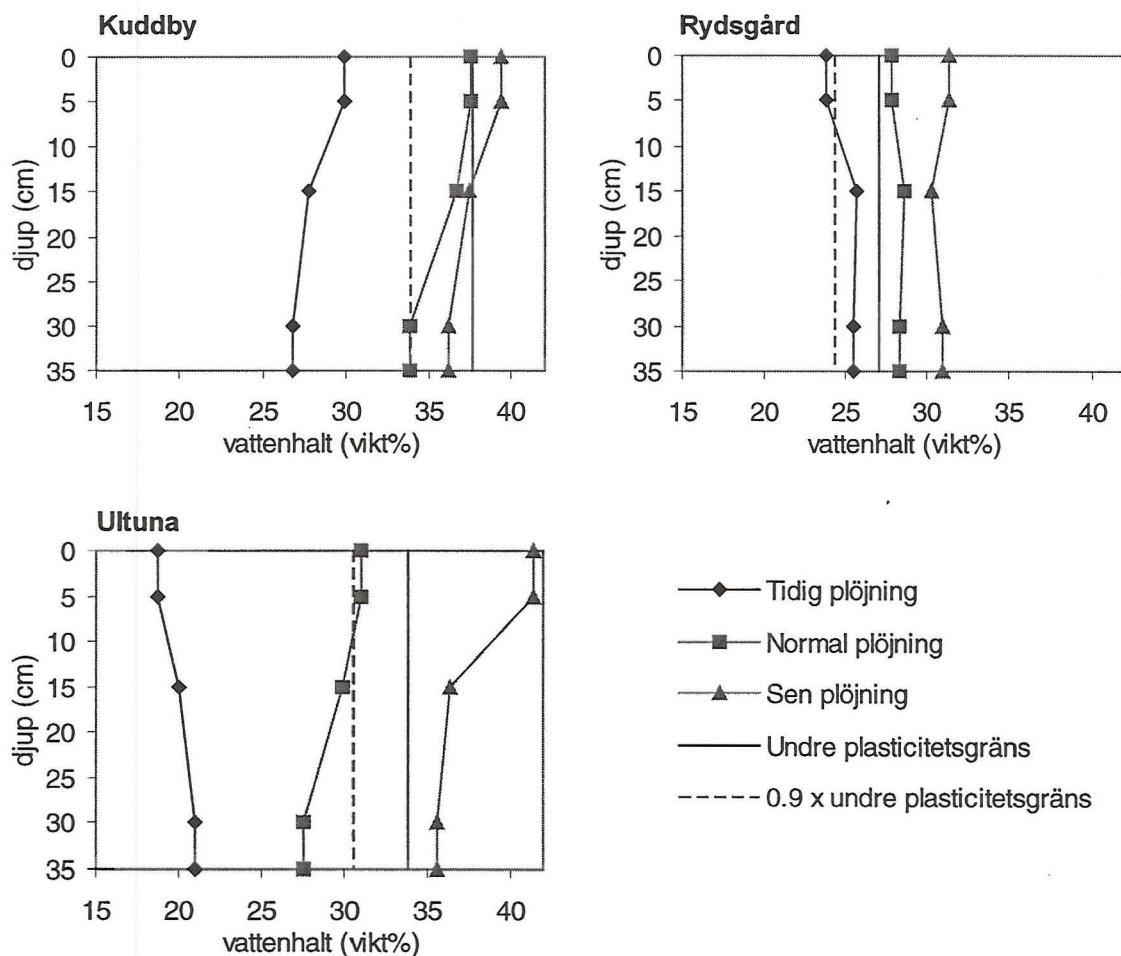 Kuddby
0
5
10
15
20
25
30
35
djup (cm)
15 20 25 30 35 40
vattenhalt (vikt%)
Rydsgård
0
5
10
15
20
25
30
35
djup (cm)
15 20 25 30 35 40
vattenhalt (vikt%)
Ultuna
0
5
10
15
20
25
30
35
djup (cm)
15 20 25 30 35 40
vattenhalt (vikt%)
Tidig plöjning
Normal plöjning
Sen plöjning
Undre plasticitetsgräns
0.9 x undre plasticitetsgräns